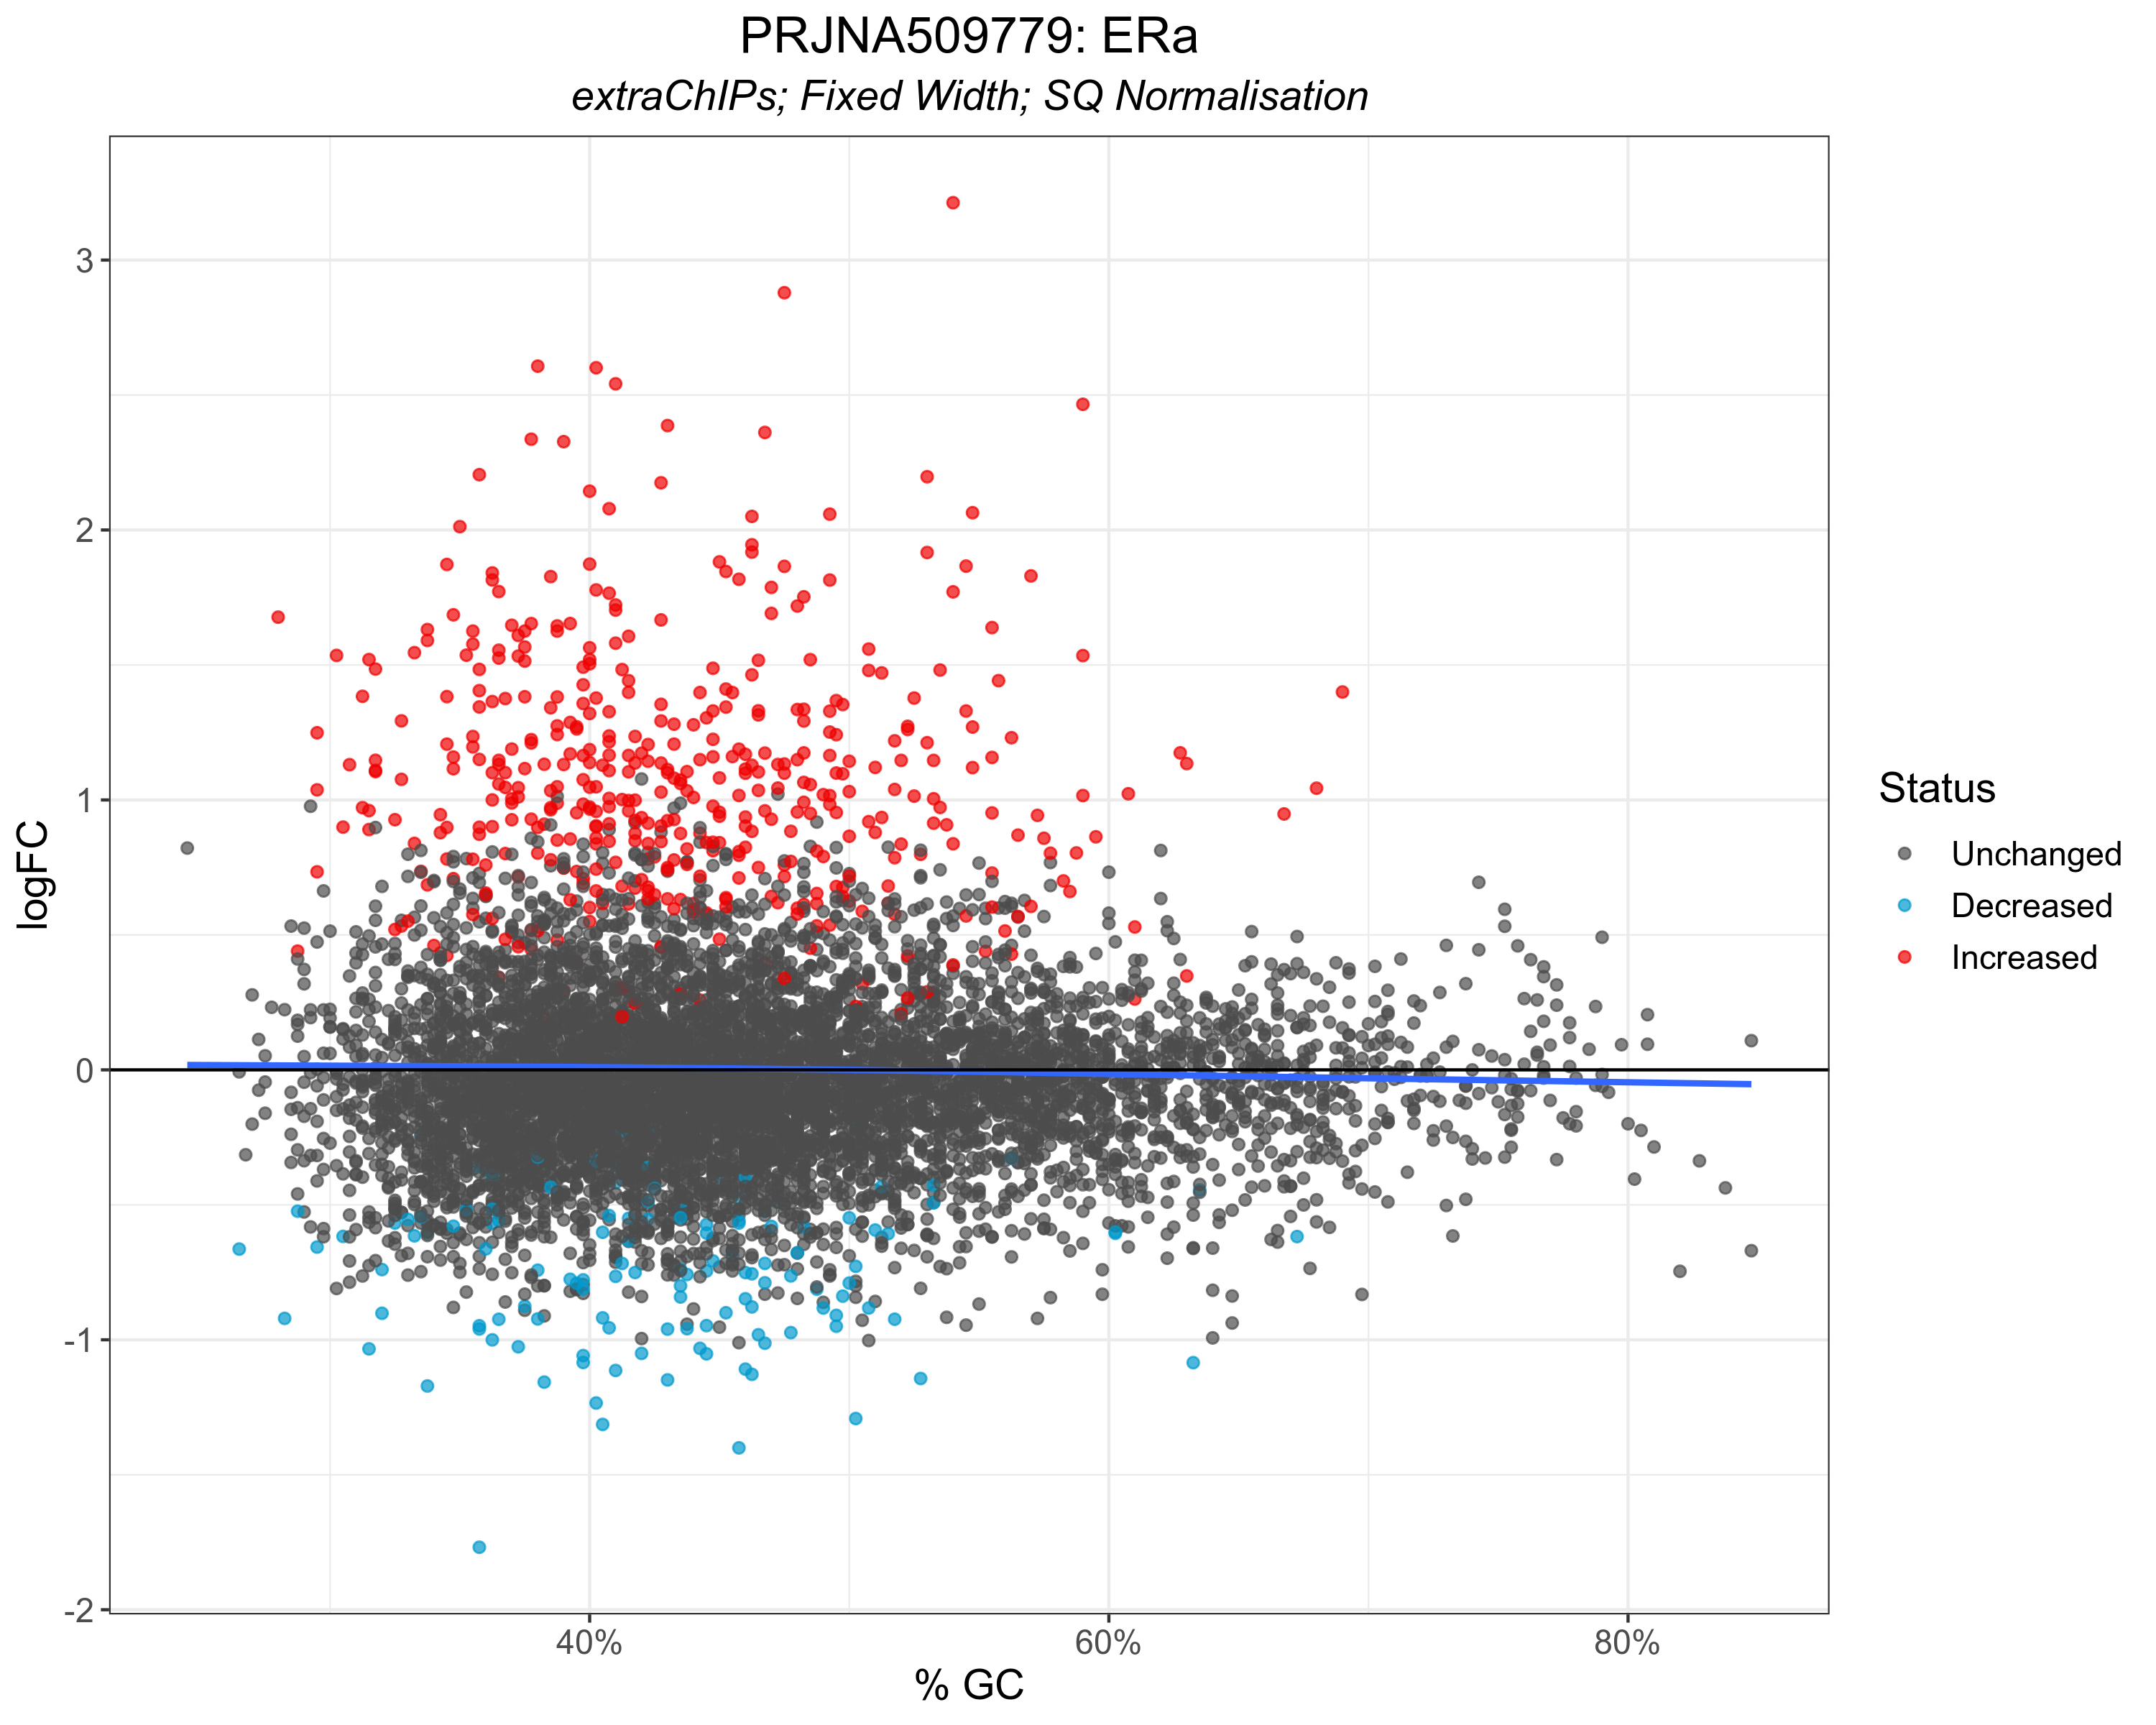 PRJNA509779: ERa
extraChIPs; Fixed Width; SQ Normalisation
3
2
1
0
-1
-2
logFC
40%
60%
80%
% GC
Status
Unchanged
Decreased
Increased